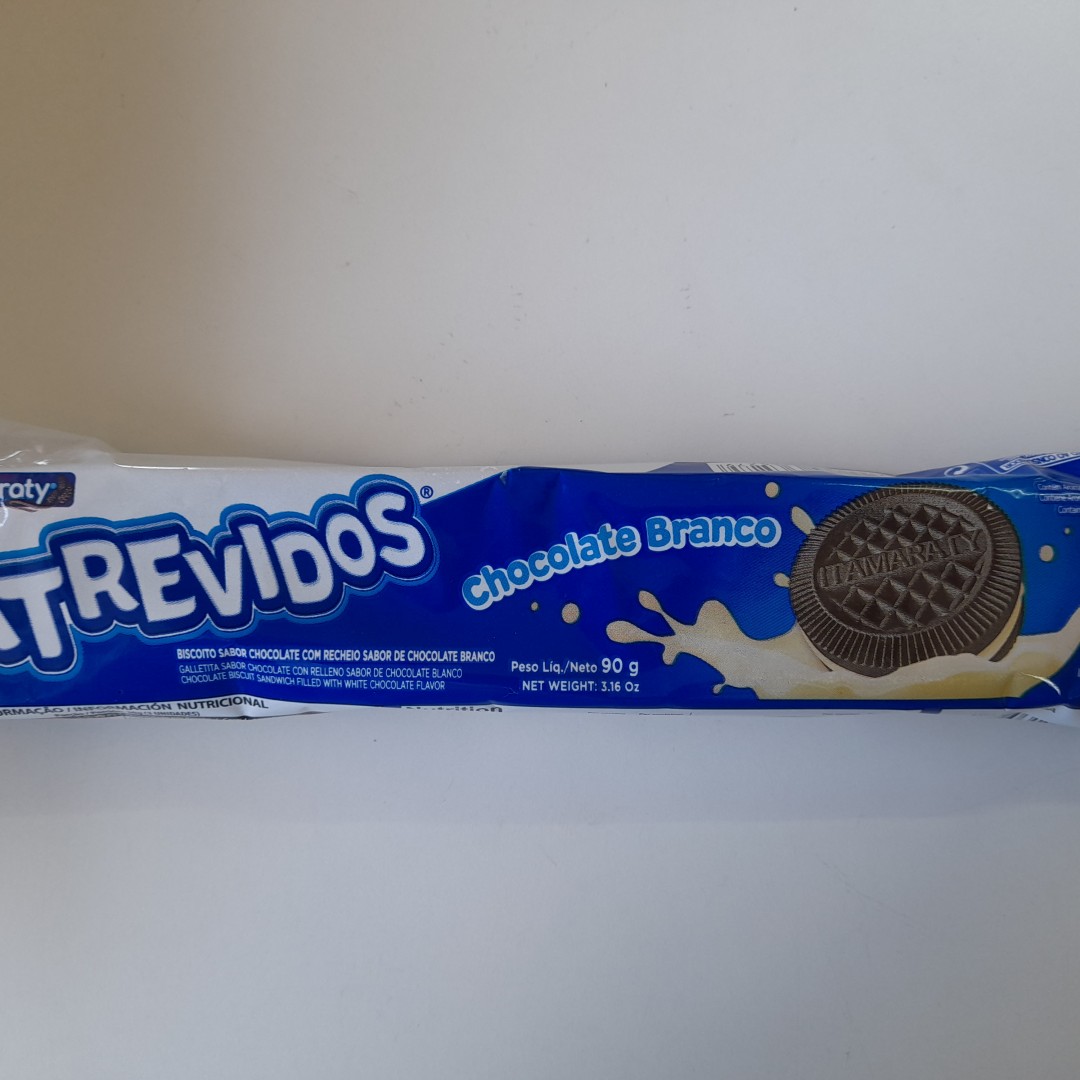 raty
ATREVIDOS®
Chocolate Branco
ITAMARATY
BISCOITO SABOR CHOCOLATE COM RECHEIO SABOR DE CHOCOLATE BRANCO
GALLETITA SABOR CHOCOLATE CON RELLENO SABOR DE CHOCOLATE BLANCO
CHOCOLATE BISCUIT SANDWICH FILLED WITH WHITE CHOCOLATE FLAVOR
Peso Líq./Neto 90 g
NET WEIGHT: 3.16 Oz
RMAÇÃO / INFORMACIÓN NUTRICIONAL
Nutrition